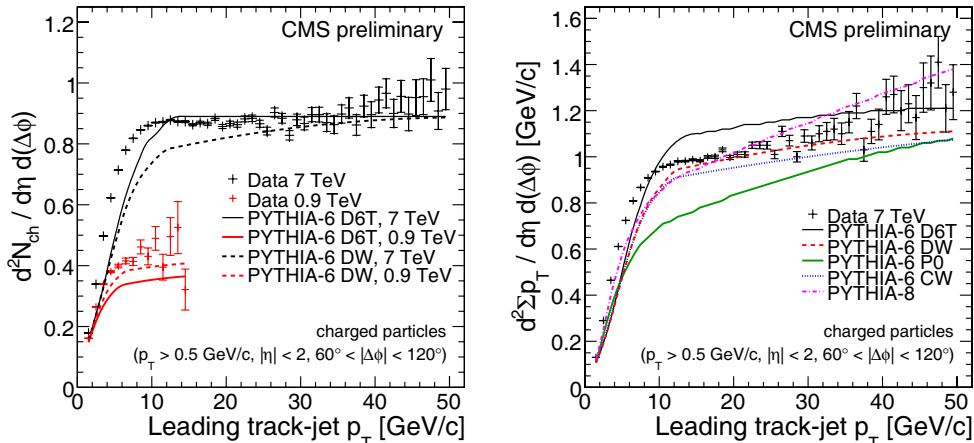 CMS preliminary
1.2
1
0.8
0.6
0.4
0.2
0
d²N_ch / dη d(Δφ)
Data 7 TeV
Data 0.9 TeV
PYTHIA-6 D6T, 7 TeV
PYTHIA-6 D6T, 0.9 TeV
PYTHIA-6 DW, 7 TeV
PYTHIA-6 DW, 0.9 TeV
charged particles
(p_T > 0.5 GeV/c, |η| < 2, 60° < |Δφ| < 120°)
0 10 20 30 40 50
Leading track-jet p_T [GeV/c]
CMS preliminary
1.6
1.4
1.2
1.0
0.8
0.6
0.4
0.2
0
d²Σp_T / dη d(Δφ) [GeV/c]
Data 7 TeV
PYTHIA-6 D6T
PYTHIA-6 DW
PYTHIA-6 P0
PYTHIA-6 CW
PYTHIA-8
charged particles
(p_T > 0.5 GeV/c, |η| < 2, 60° < |Δφ| < 120°)
0 10 20 30 40 50
Leading track-jet p_T [GeV/c]